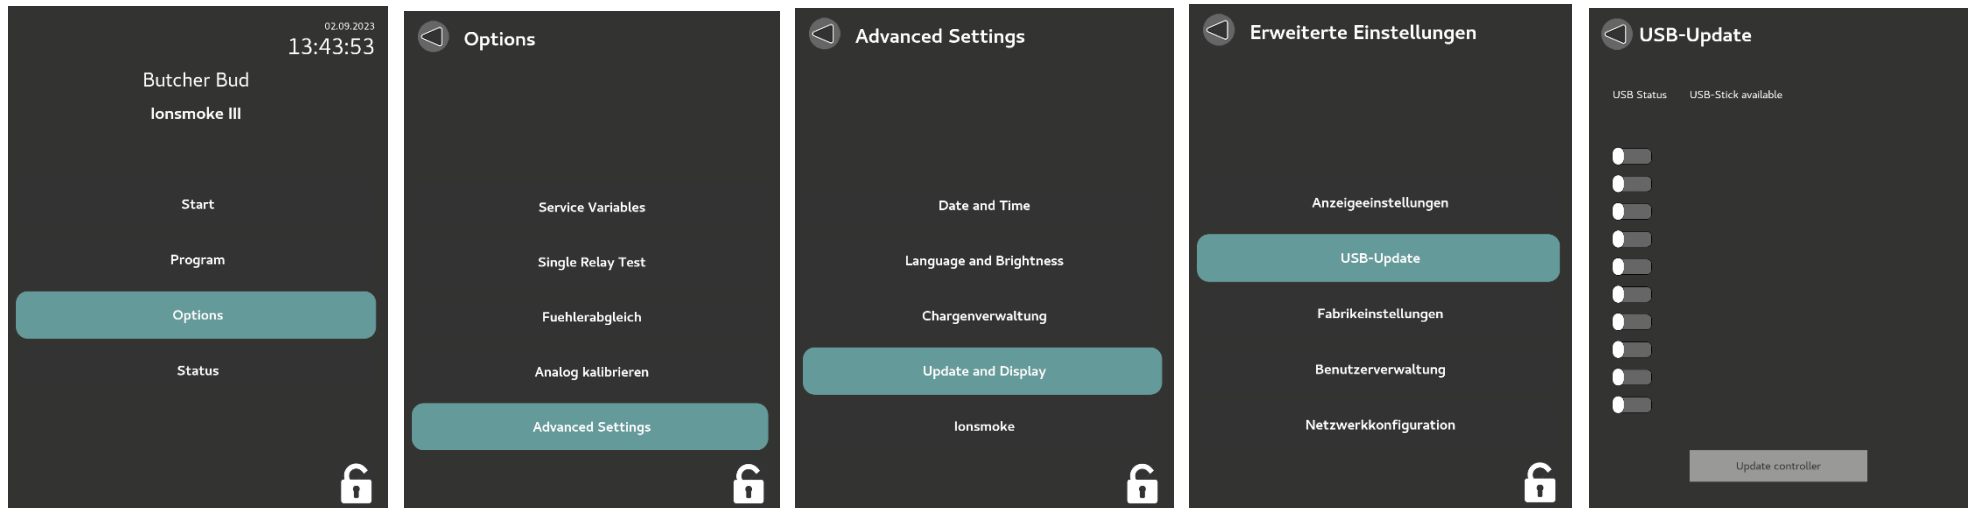 02.09.2023
13:43:53
Butcher Bud
Ionsmoke III
Start
Program
Options
Status
Options
Service Variables
Single Relay Test
Fuehlerabgleich
Analog kalibrieren
Advanced Settings
Advanced Settings
Date and Time
Language and Brightness
Chargenverwaltung
Update and Display
Ionsmoke
Erweiterte Einstellungen
Anzeigeeinstellungen
USB-Update
Fabrikeinstellungen
Benutzerverwaltung
Netzwerkkonfiguration
USB-Update
USB Status USB-Stick available
Update controller